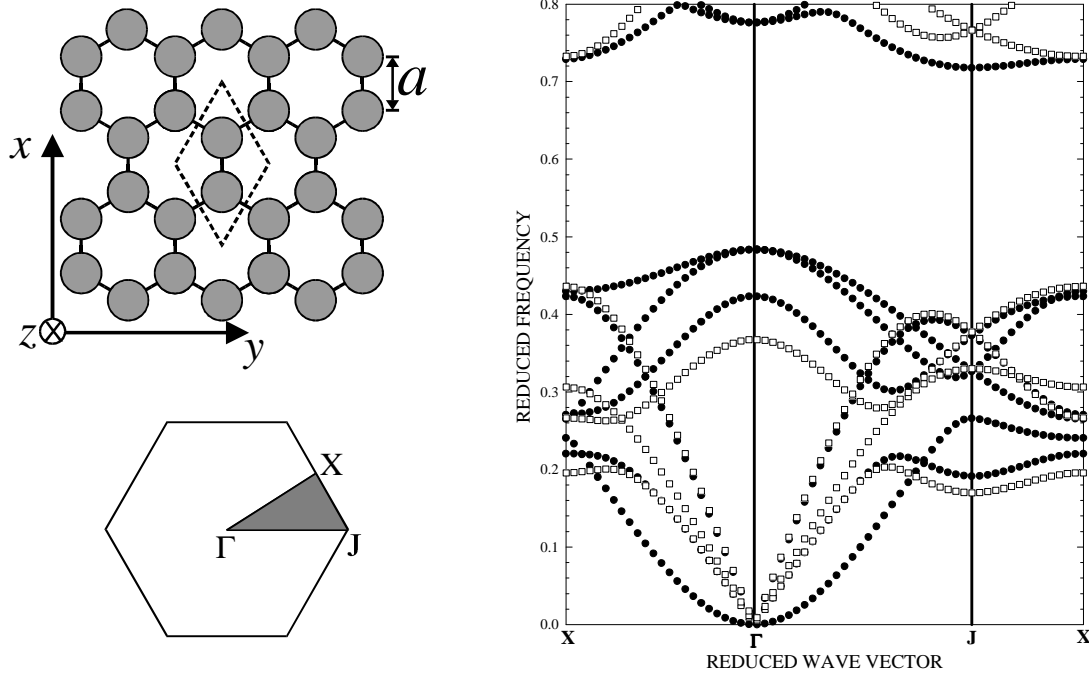 a
x
z
y
X
Γ
J
REDUCED FREQUENCY
0.8
0.7
0.6
0.5
0.4
0.3
0.2
0.1
0.0
X
Γ
J
X
REDUCED WAVE VECTOR